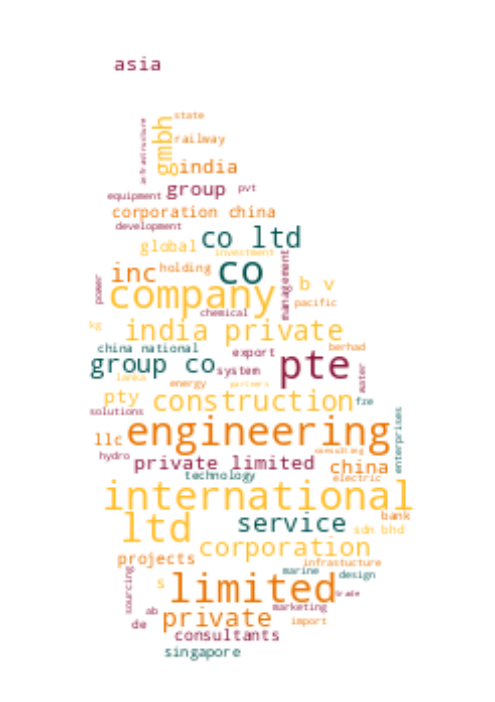 asia
state
infrastructure
gmbh
railway
india
group
pvt
equipment
corporation china
development
co ltd
global
investment
inc
holding
co
management
power
b v
company
pacific
chemical
kg
india private
china national
export
berhad
group co
system
pte
water
lanka
energy
partners
pty
construction
fze
solutions
llc
engineering
enterprises
consulting
hydro
private limited
china
technology
electric
international
ltd
service
bank
sdn bhd
corporation
projects
infrastucture
marine
design
sourcing
s
limited
trade
ab
marketing
de
private
import
consultants
singapore